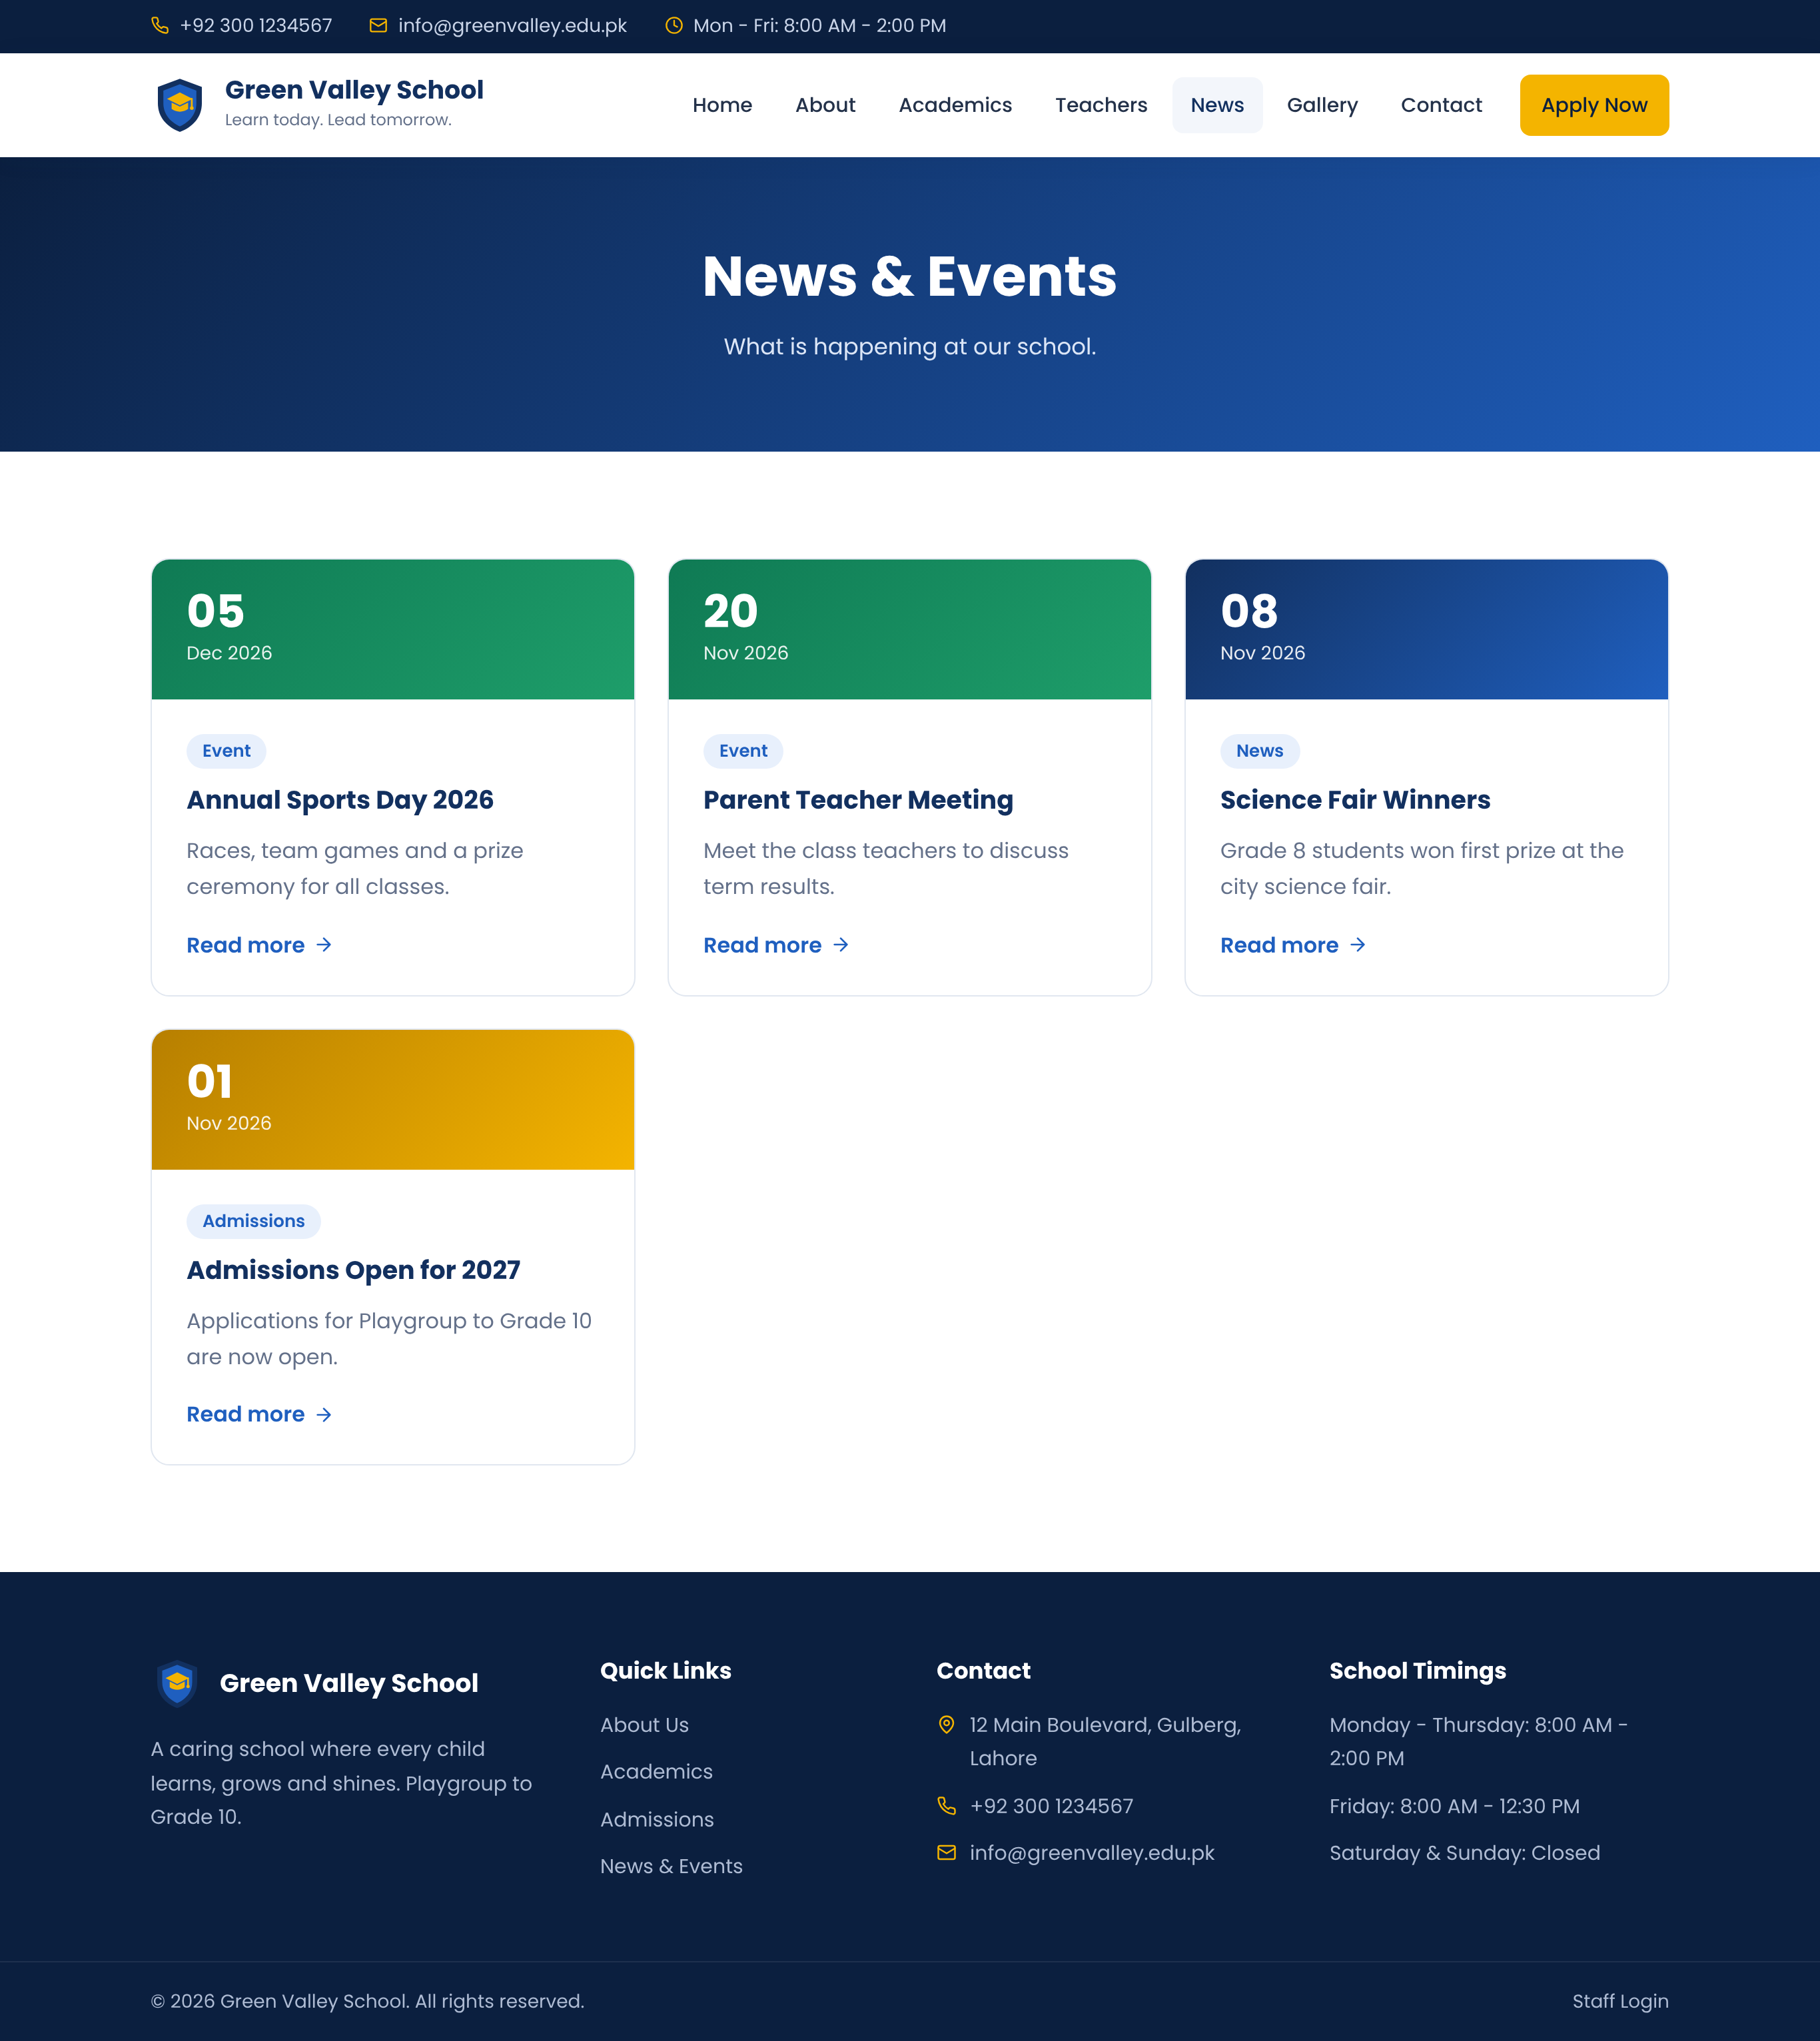 +92 300 1234567 info@greenvalley.edu.pk Mon - Fri: 8:00 AM - 2:00 PM
Green Valley School
Learn today. Lead tomorrow.
Home About Academics Teachers News Gallery Contact Apply Now
News & Events
What is happening at our school.
05
Dec 2026
Event
Annual Sports Day 2026
Races, team games and a prize
ceremony for all classes.
Read more
20
Nov 2026
Event
Parent Teacher Meeting
Meet the class teachers to discuss
term results.
Read more
08
Nov 2026
News
Science Fair Winners
Grade 8 students won first prize at the
city science fair.
Read more
01
Nov 2026
Admissions
Admissions Open for 2027
Applications for Playgroup to Grade 10
are now open.
Read more
Green Valley School
A caring school where every child
learns, grows and shines. Playgroup to
Grade 10.
Quick Links
About Us
Academics
Admissions
News & Events
Contact
12 Main Boulevard, Gulberg,
Lahore
+92 300 1234567
info@greenvalley.edu.pk
School Timings
Monday - Thursday: 8:00 AM -
2:00 PM
Friday: 8:00 AM - 12:30 PM
Saturday & Sunday: Closed
© 2026 Green Valley School. All rights reserved.
Staff Login